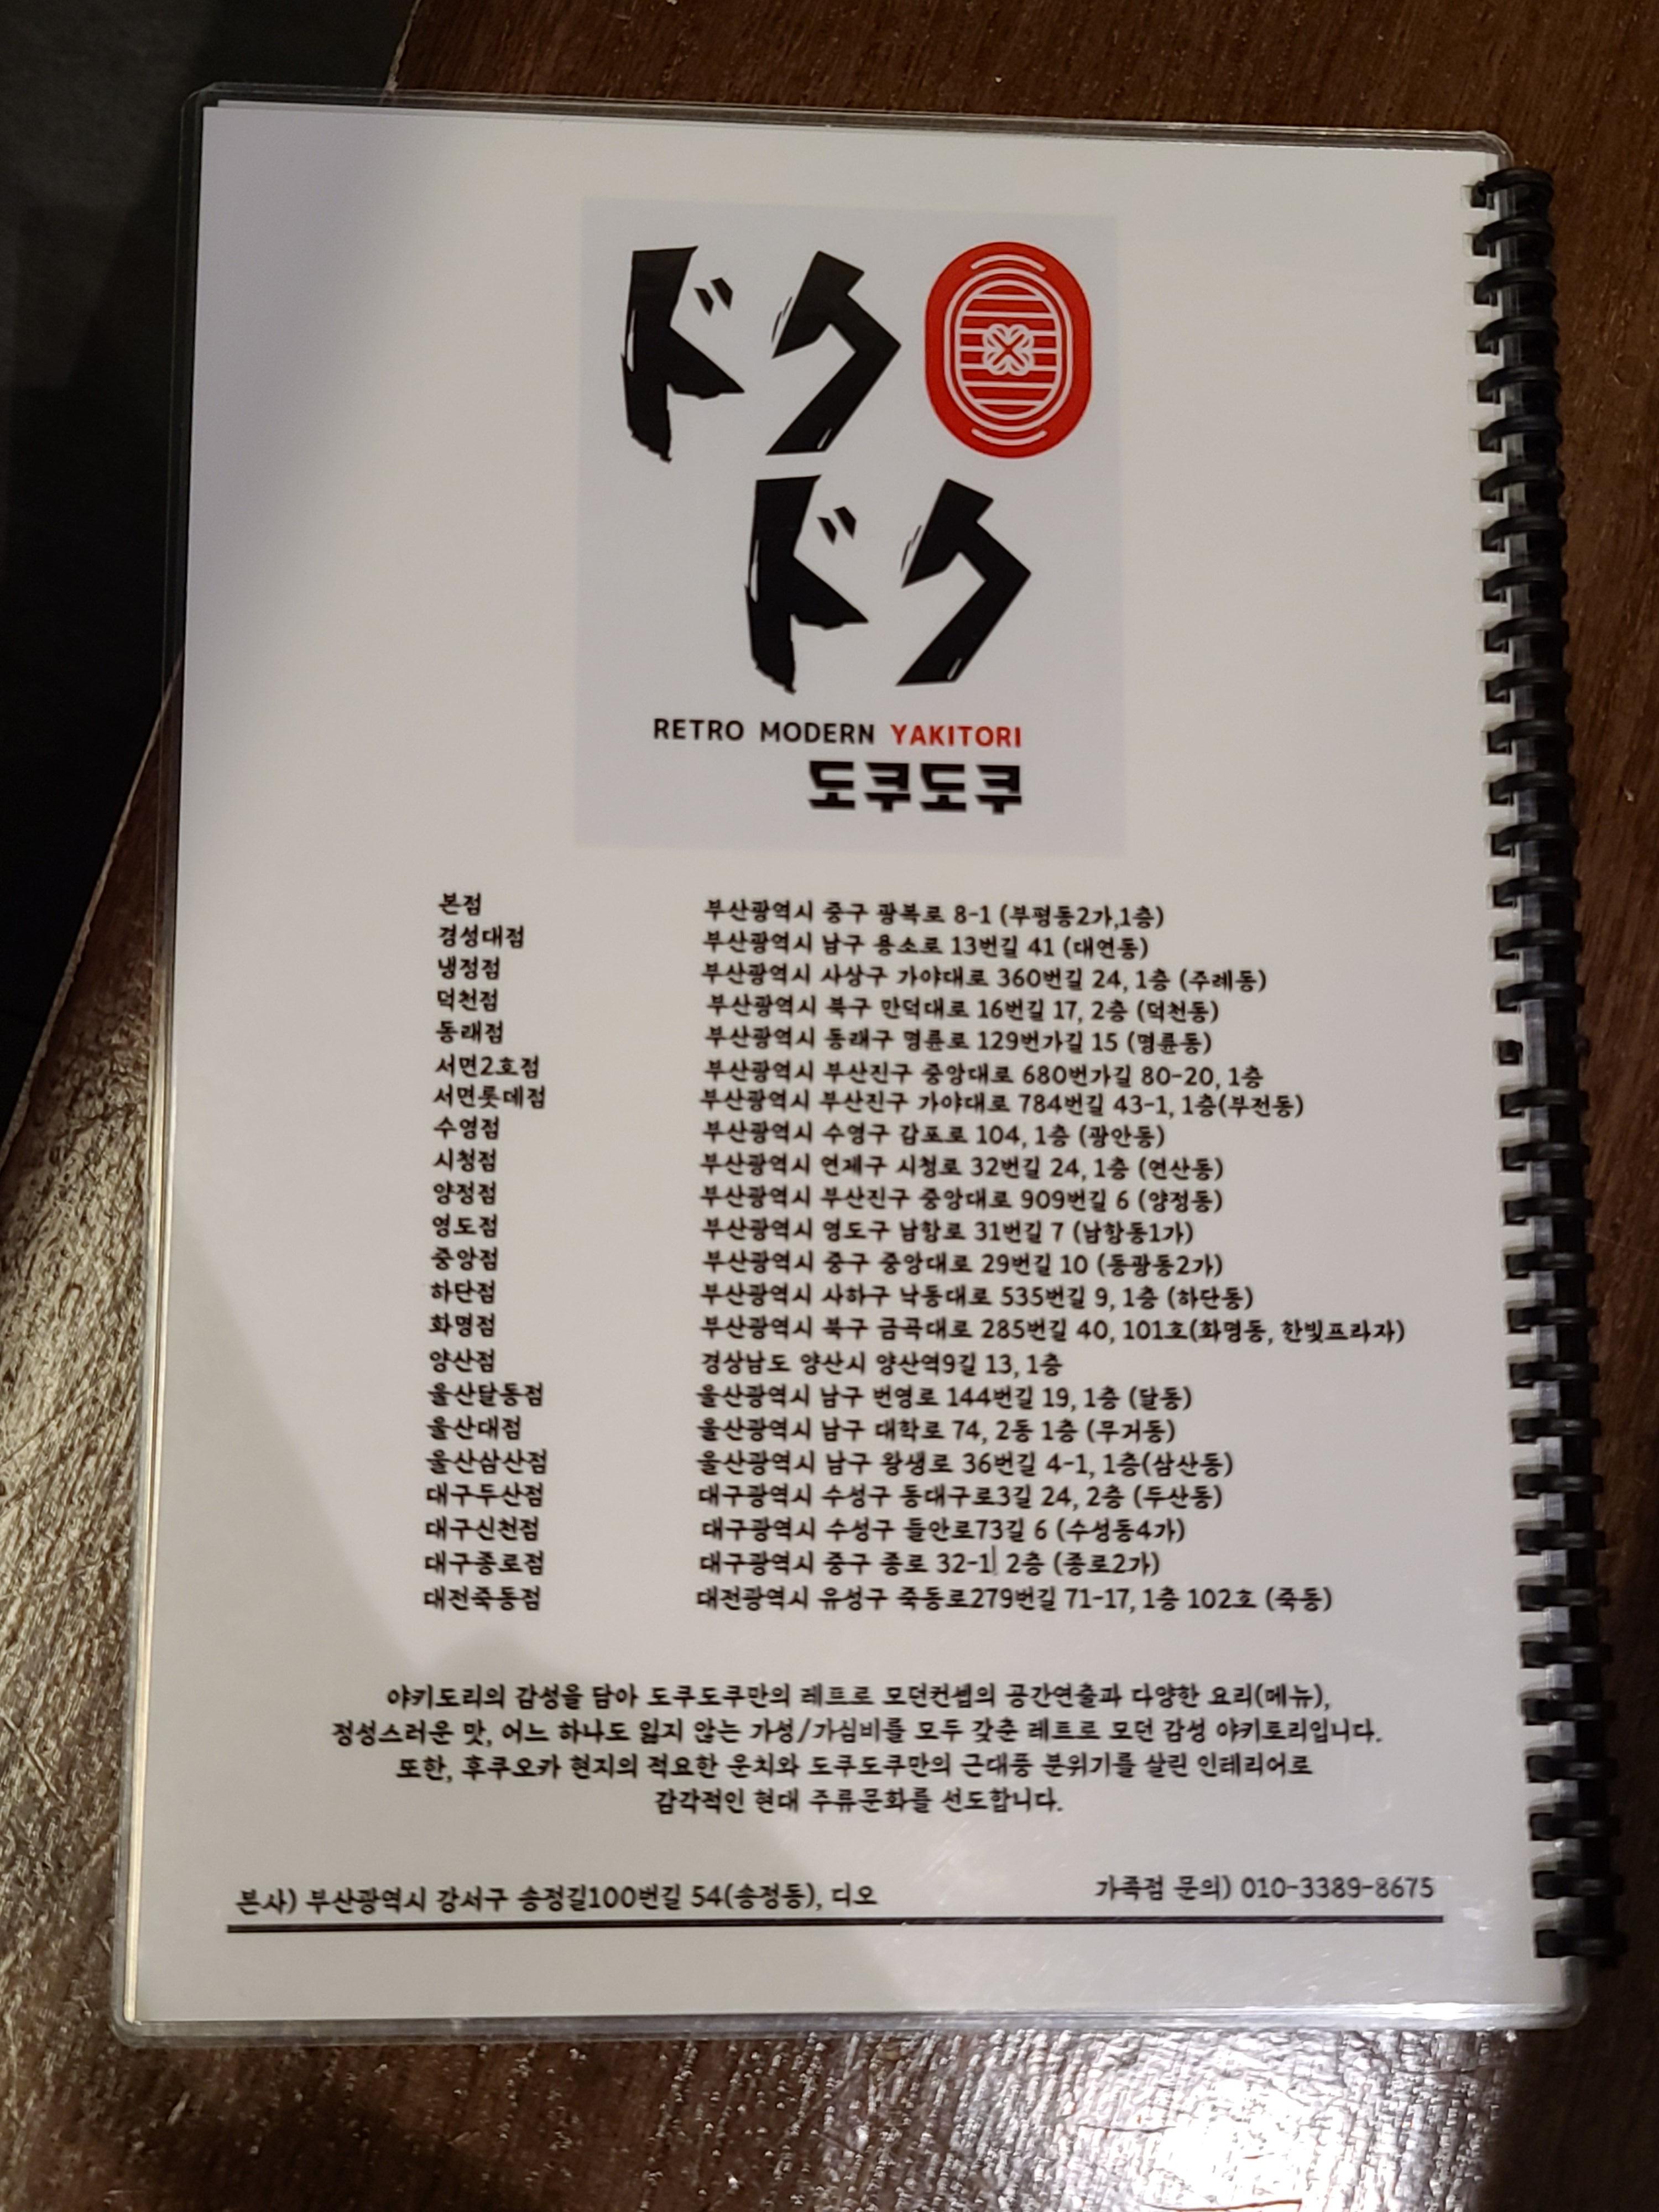 ドク
ドク
RETRO MODERN YAKITORI
도쿠도쿠
본점 부산광역시 중구 광복로 8-1 (부평동2가,1층)
경성대점 부산광역시 남구 용소로 13번길 41 (대연동)
냉정점 부산광역시 사상구 가야대로 360번길 24, 1층 (주례동)
덕천점 부산광역시 북구 만덕대로 16번길 17, 2층 (덕천동)
동래점 부산광역시 동래구 명륜로 129번가길 15 (명륜동)
서면2호점 부산광역시 부산진구 중앙대로 680번가길 80-20, 1층
서면롯데점 부산광역시 부산진구 가야대로 784번길 43-1, 1층(부전동)
수영점 부산광역시 수영구 감포로 104, 1층 (광안동)
시청점 부산광역시 연제구 시청로 32번길 24, 1층 (연산동)
양정점 부산광역시 부산진구 중앙대로 909번길 6 (양정동)
영도점 부산광역시 영도구 남항로 31번길 7 (남항동1가)
중앙점 부산광역시 중구 중앙대로 29번길 10 (동광동2가)
하단점 부산광역시 사하구 낙동대로 535번길 9, 1층 (하단동)
화명점 부산광역시 북구 금곡대로 285번길 40, 101호(화명동, 한빛프라자)
양산점 경상남도 양산시 양산역9길 13, 1층
울산달동점 울산광역시 남구 번영로 144번길 19, 1층 (달동)
울산대점 울산광역시 남구 대학로 74, 2동 1층 (무거동)
울산삼산점 울산광역시 남구 왕생로 36번길 4-1, 1층(삼산동)
대구두산점 대구광역시 수성구 동대구로3길 24, 2층 (두산동)
대구신천점 대구광역시 수성구 들안로73길 6 (수성동4가)
대구종로점 대구광역시 중구 종로 32-1| 2층 (종로2가)
대전죽동점 대전광역시 유성구 죽동로279번길 71-17, 1층 102호 (죽동)
야키도리의 감성을 담아 도쿠도쿠만의 레트로 모던컨셉의 공간연출과 다양한 요리(메뉴),
정성스러운 맛, 어느 하나도 잃지 않는 가성/가심비를 모두 갖춘 레트로 모던 감성 야키토리입니다.
또한, 후쿠오카 현지의 적요한 운치와 도쿠도쿠만의 근대풍 분위기를 살린 인테리어로
감각적인 현대 주류문화를 선도합니다.
본사) 부산광역시 강서구 송정길100번길 54(송정동), 디오 가족점 문의) 010-3389-8675